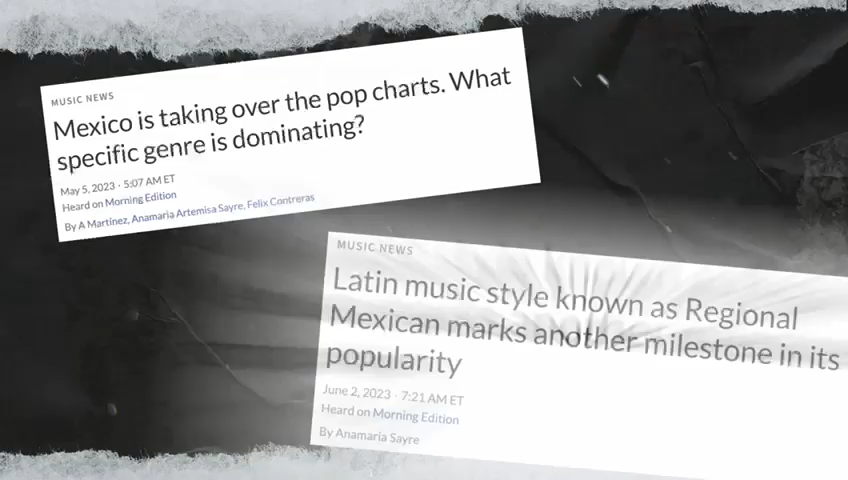 MUSIC NEWS
Mexico is taking over the pop charts. What
specific genre is dominating?
May 5, 2023 · 5:07 AM ET
Heard on Morning Edition
By A Martínez, Anamaria Artemisa Sayre, Felix Contreras
MUSIC NEWS
Latin music style known as Regional
Mexican marks another milestone in its
popularity
June 2, 2023 · 7:21 AM ET
Heard on Morning Edition
By Anamaria Sayre